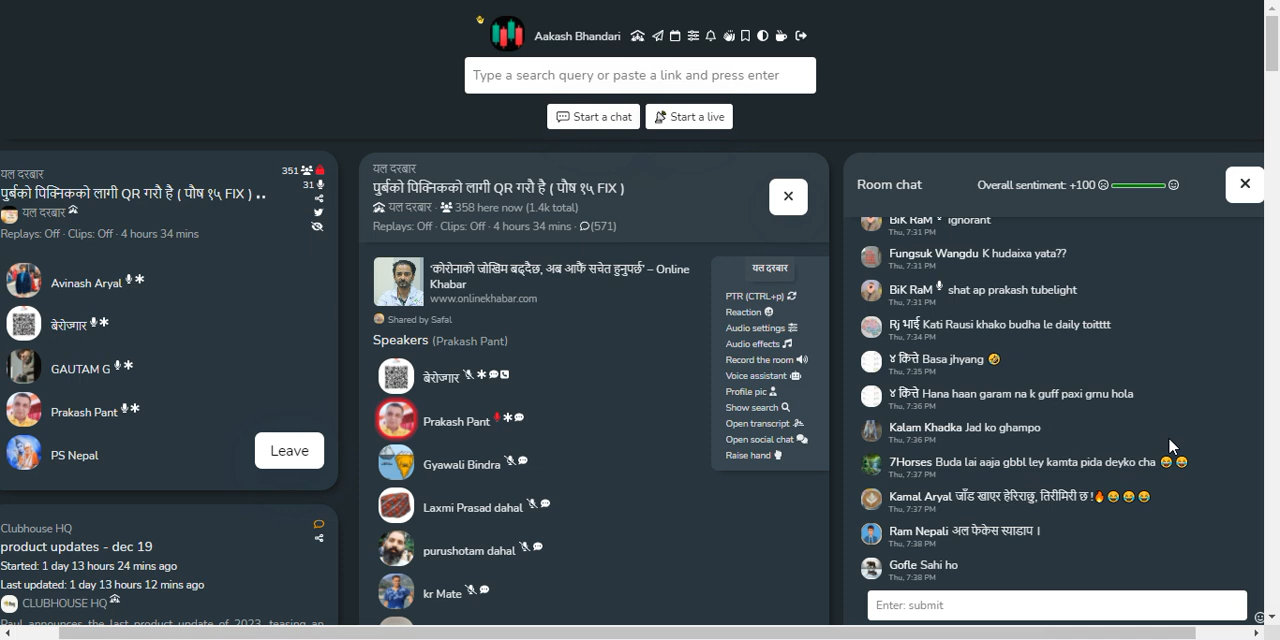 Aakash Bhandari
Type a search query or paste a link and press enter
Start a chat
Start a live
यल दरबार
351
पुर्बको पिक्निकको लागी QR गरौ है ( पौष १५ FIX ) ..
31
यल दरबार
Replays: Off · Clips: Off · 4 hours 34 mins
Avinash Aryal
बेरोज्गार
GAUTAM G
Prakash Pant
PS Nepal
Leave
Clubhouse HQ
product updates - dec 19
Started: 1 day 13 hours 24 mins ago
Last updated: 1 day 13 hours 12 mins ago
CLUBHOUSE HQ
Paul announces the last product update of 2023, teasing an
यल दरबार
पुर्बको पिक्निकको लागी QR गरौ है ( पौष १५ FIX )
यल दरबार · 358 here now (1.4k total)
Replays: Off · Clips: Off · 4 hours 34 mins · (571)
'कोरोनाको जोखिम बढ्दैछ, अब आफैं सचेत हुनुपर्छ' – Online
Khabar
www.onlinekhabar.com
Shared by Safal
Speakers (Prakash Pant)
बेरोज्गार
Prakash Pant
Gyawali Bindra
Laxmi Prasad dahal
purushotam dahal
kr Mate
यल दरबार
PTR (CTRL+p)
Reaction
Audio settings
Audio effects
Record the room
Voice assistant
Profile pic
Show search
Open transcript
Open social chat
Raise hand
Room chat
Overall sentiment: +100
BiK RaM ignorant
Thu, 7:31 PM
Fungsuk Wangdu K hudaixa yata??
Thu, 7:31 PM
BiK RaM shat ap prakash tubelight
Thu, 7:31 PM
Rj भाई Kati Rausi khako budha le daily toitttt
Thu, 7:34 PM
४ कित्ते Basa jhyang 🤣
Thu, 7:35 PM
४ कित्ते Hana haan garam na k guff paxi grnu hola
Thu, 7:36 PM
Kalam Khadka Jad ko ghampo
Thu, 7:36 PM
7Horses Buda lai aaja gbbl ley kamta pida deyko cha 😂 😂
Thu, 7:37 PM
Kamal Aryal जाँड खाएर हेरिराछु, तिरीमिरी छ !🔥😂 😂 😂
Thu, 7:37 PM
Ram Nepali अल फेकेस स्याडाप ।
Thu, 7:38 PM
Gofle Sahi ho
Thu, 7:38 PM
Enter: submit